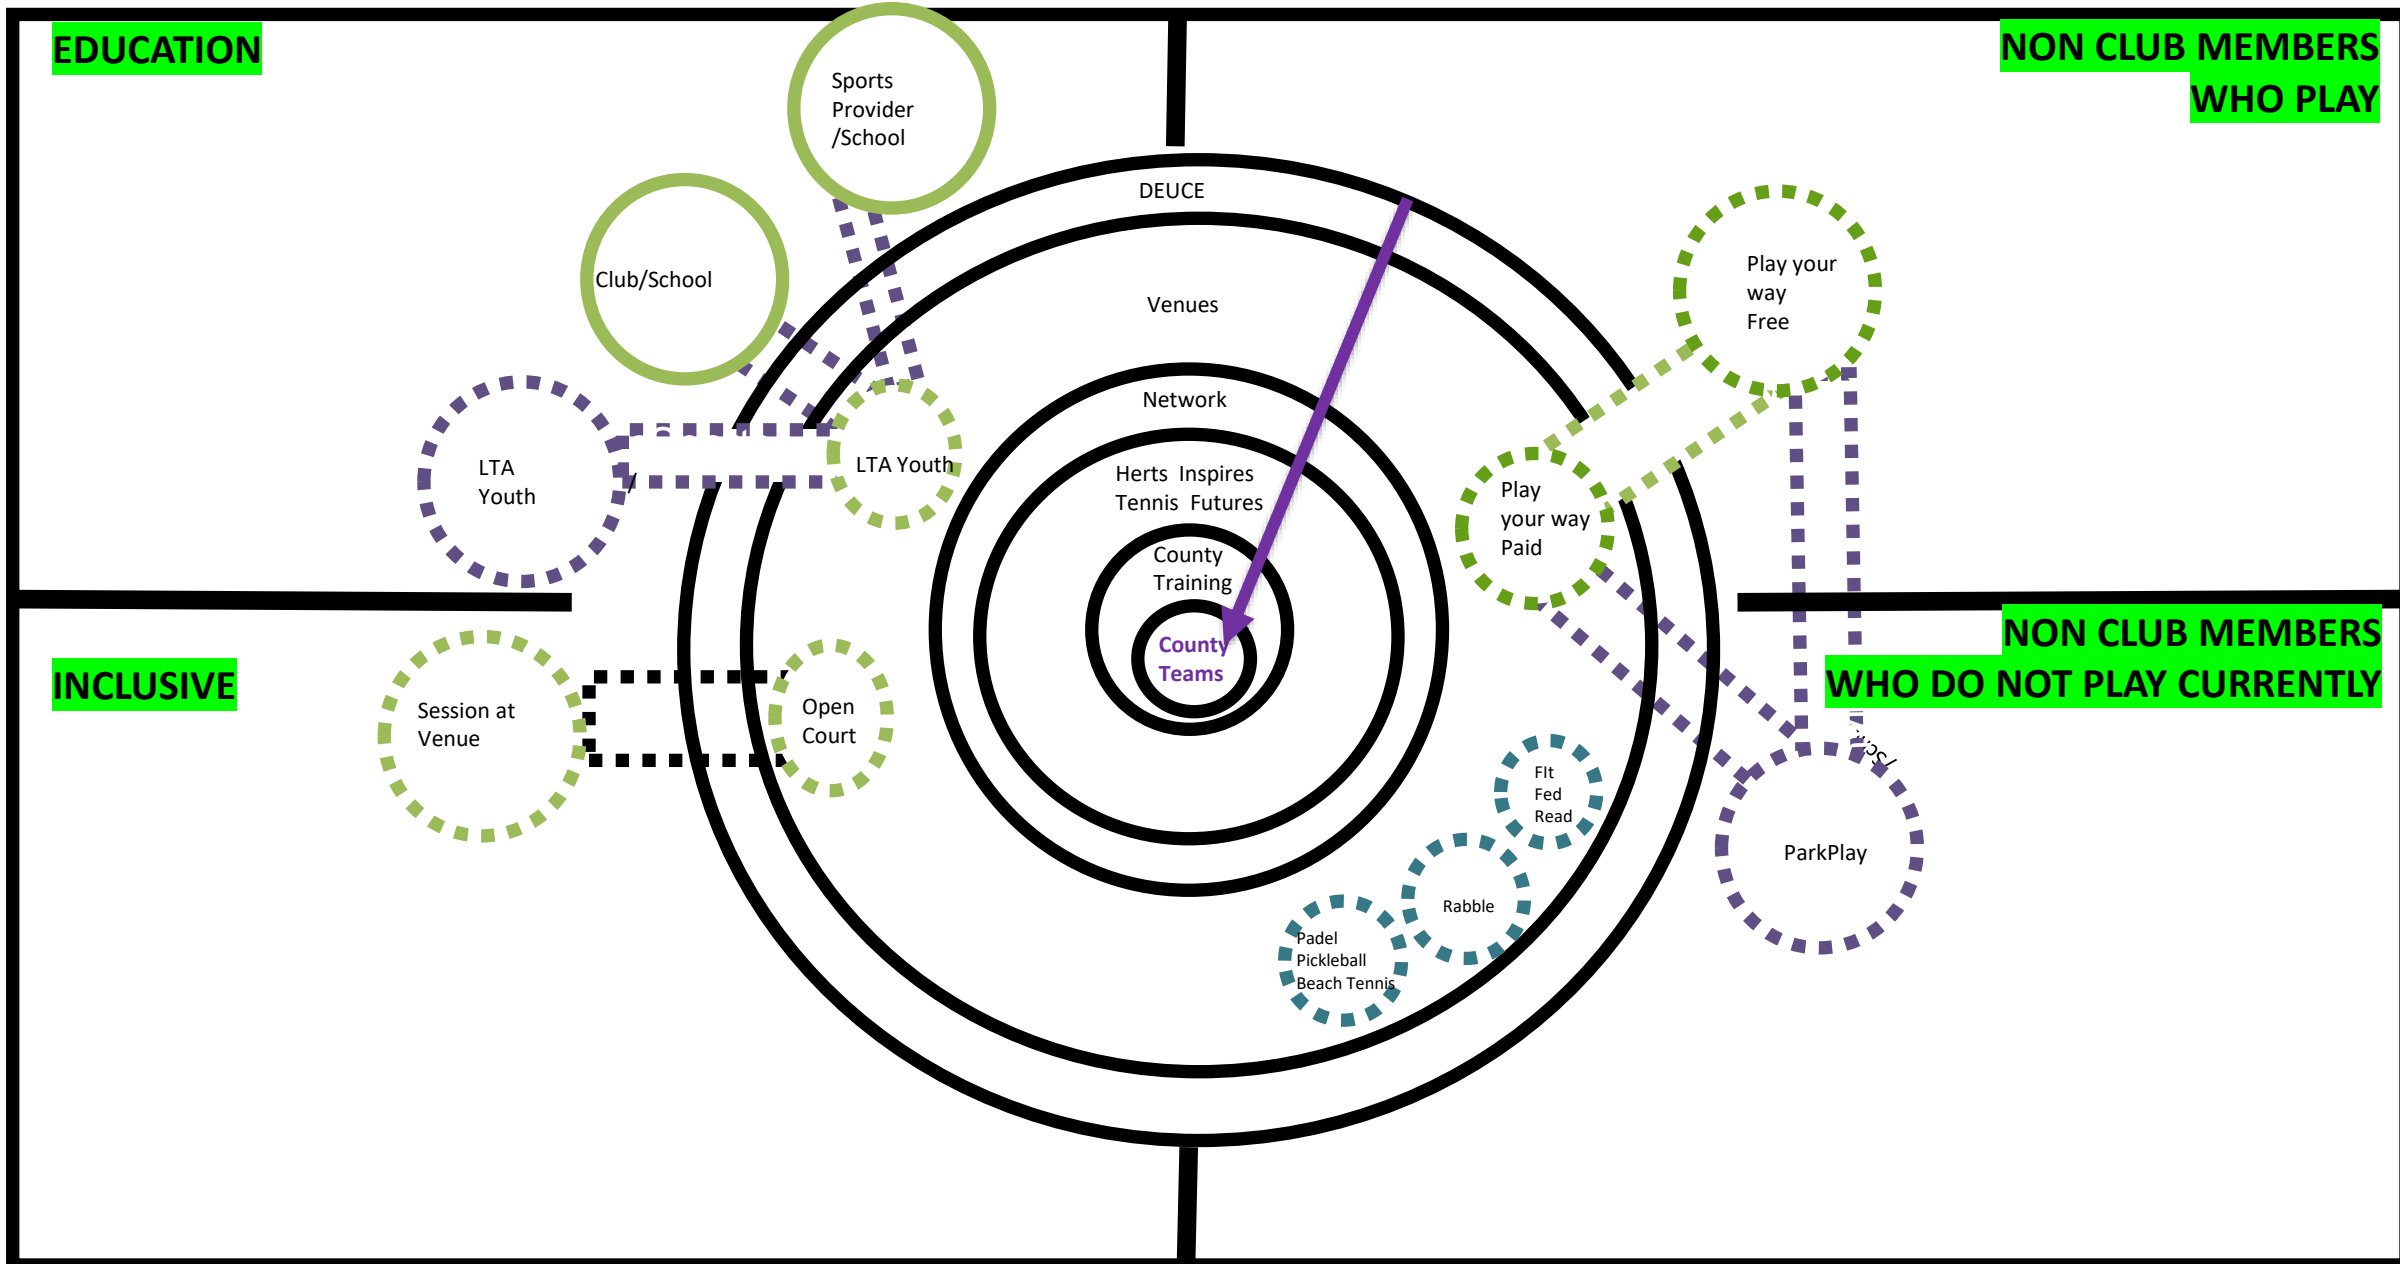 EDUCATION
NON CLUB MEMBERS
WHO PLAY
Sports
Provider
/School
DEUCE
Club/School
Venues
Play your
way
Free
Network
LTA
Youth
/
LTA Youth
Herts Inspires
Tennis Futures
Play
your way
Paid
County
Training
County
Teams
NON CLUB MEMBERS
WHO DO NOT PLAY CURRENTLY
INCLUSIVE
Session at
Venue
Open
Court
FIt
Fed
Read
ParkPlay
Rabble
Padel
Pickleball
Beach Tennis